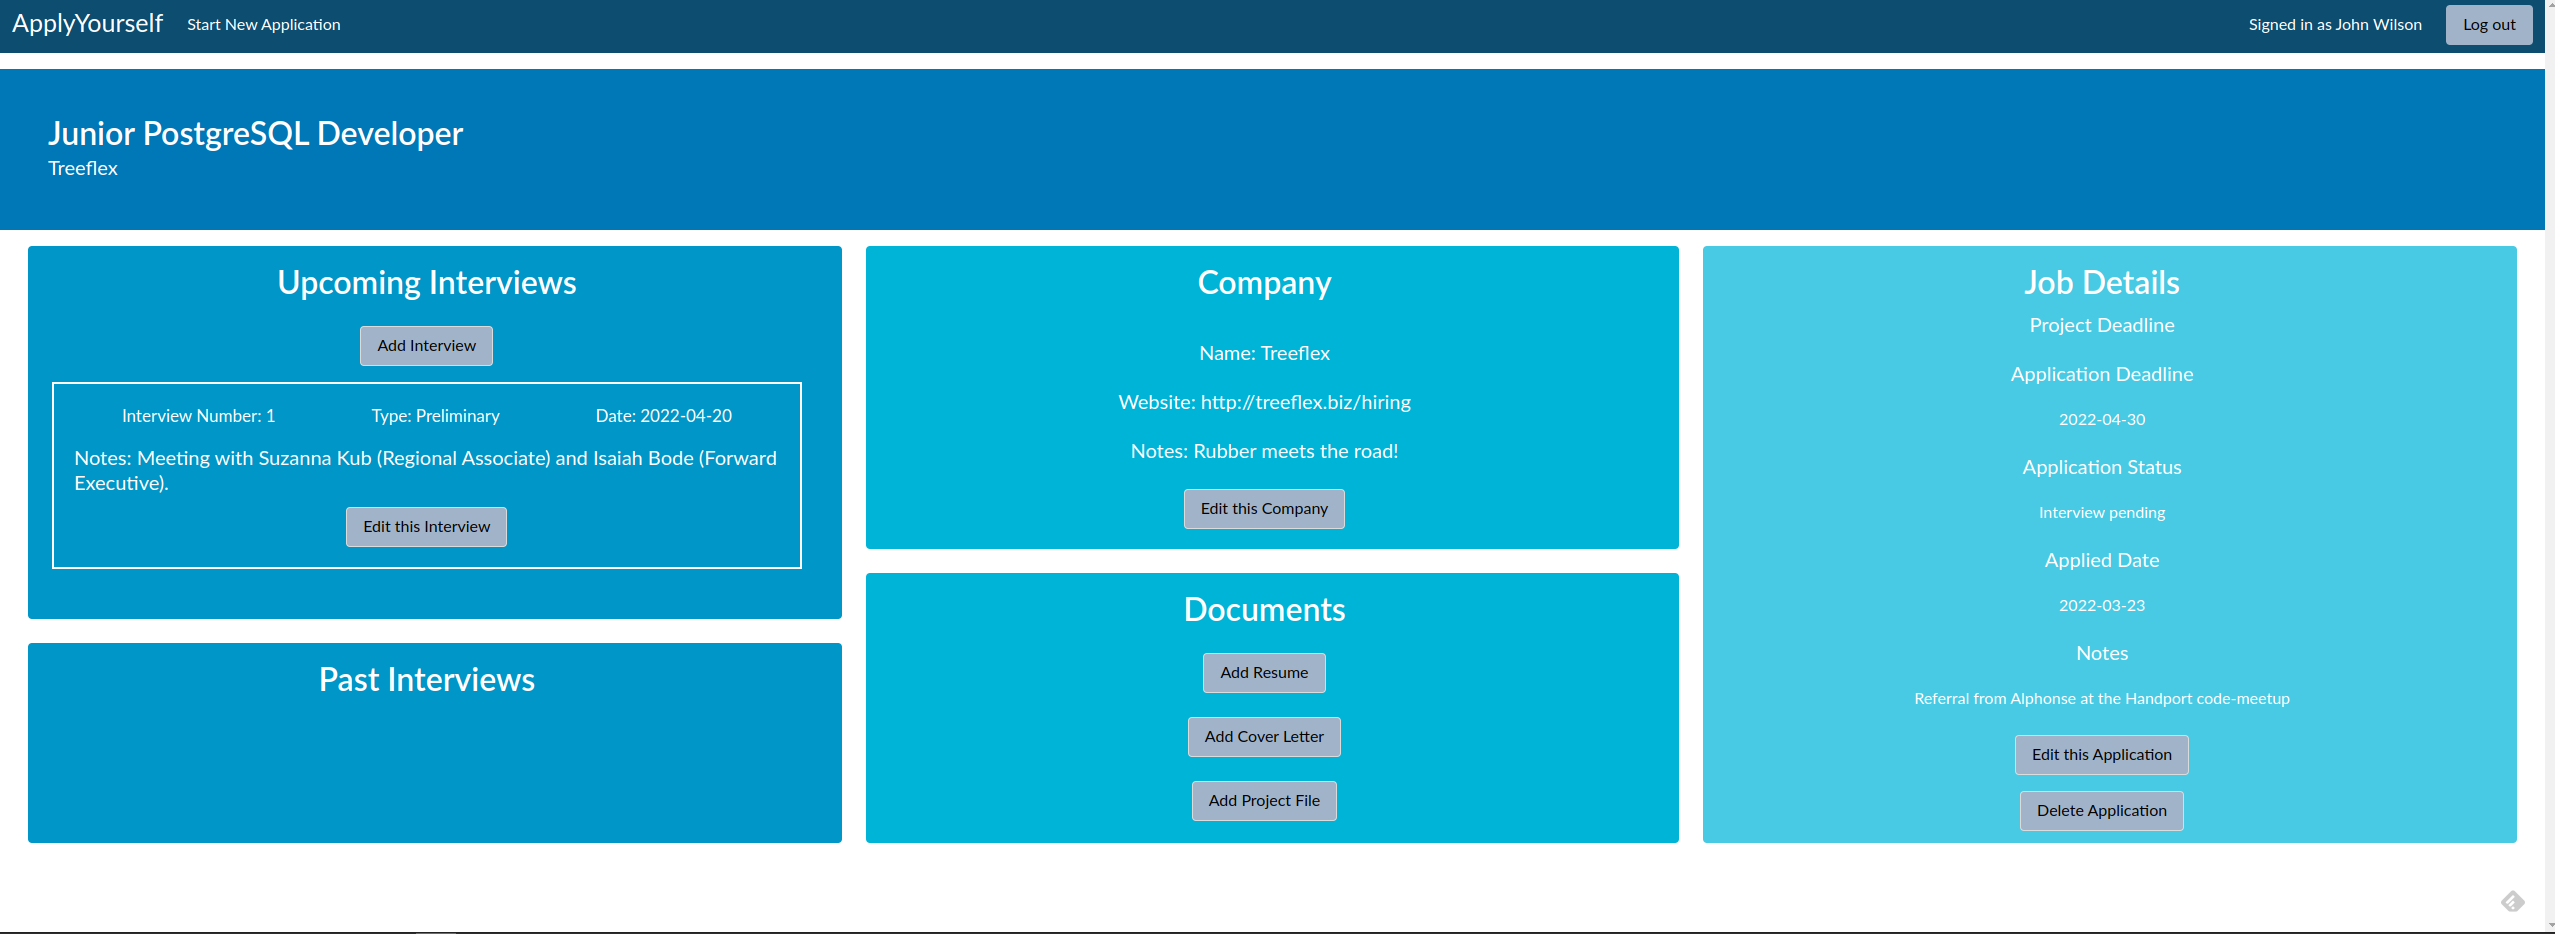 ApplyYourself
Start New Application
Signed in as John Wilson
Log out
Junior PostgreSQL Developer
Treeflex
Upcoming Interviews
Add Interview
Interview Number: 1
Type: Preliminary
Date: 2022-04-20
Notes: Meeting with Suzanna Kub (Regional Associate) and Isaiah Bode (Forward
Executive).
Edit this Interview
Past Interviews
Company
Name: Treeflex
Website: http://treeflex.biz/hiring
Notes: Rubber meets the road!
Edit this Company
Documents
Add Resume
Add Cover Letter
Add Project File
Job Details
Project Deadline
Application Deadline
2022-04-30
Application Status
Interview pending
Applied Date
2022-03-23
Notes
Referral from Alphonse at the Handport code-meetup
Edit this Application
Delete Application